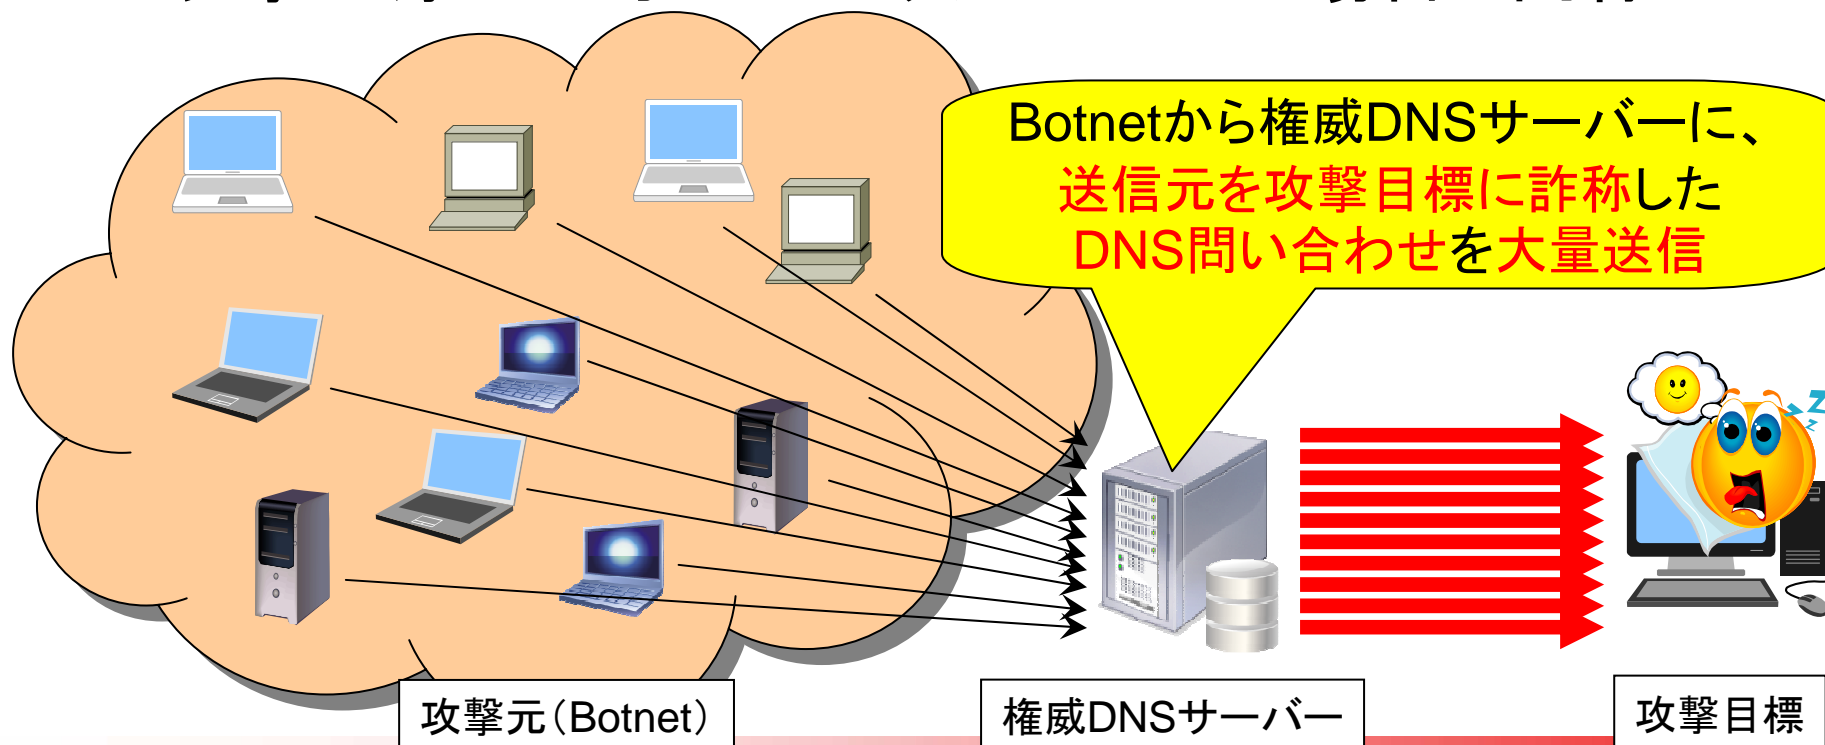 Botnetから権威DNSサーバーに、
送信元を攻撃目標に詐称した
DNS問い合わせを大量送信
z
z
z
攻撃元(Botnet)
権威DNSサーバー
攻撃目標